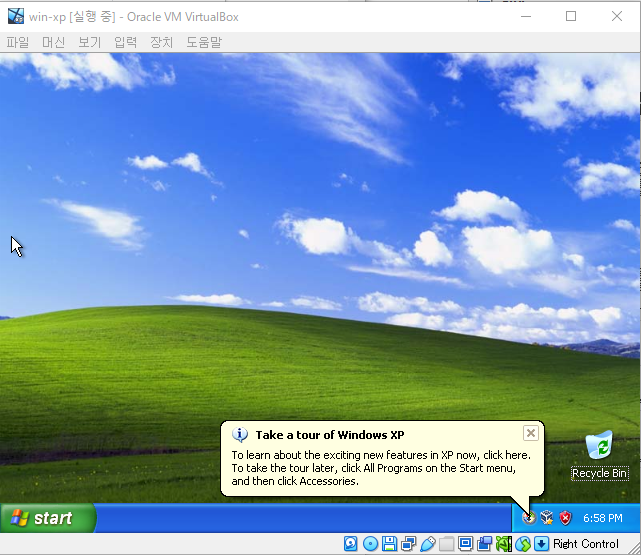 win-xp [실행 중] - Oracle VM VirtualBox
파일 머신 보기 입력 장치 도움말
Take a tour of Windows XP
To learn about the exciting new features in XP now, click here.
To take the tour later, click All Programs on the Start menu,
and then click Accessories.
Recycle Bin
start
6:58 PM
Right Control